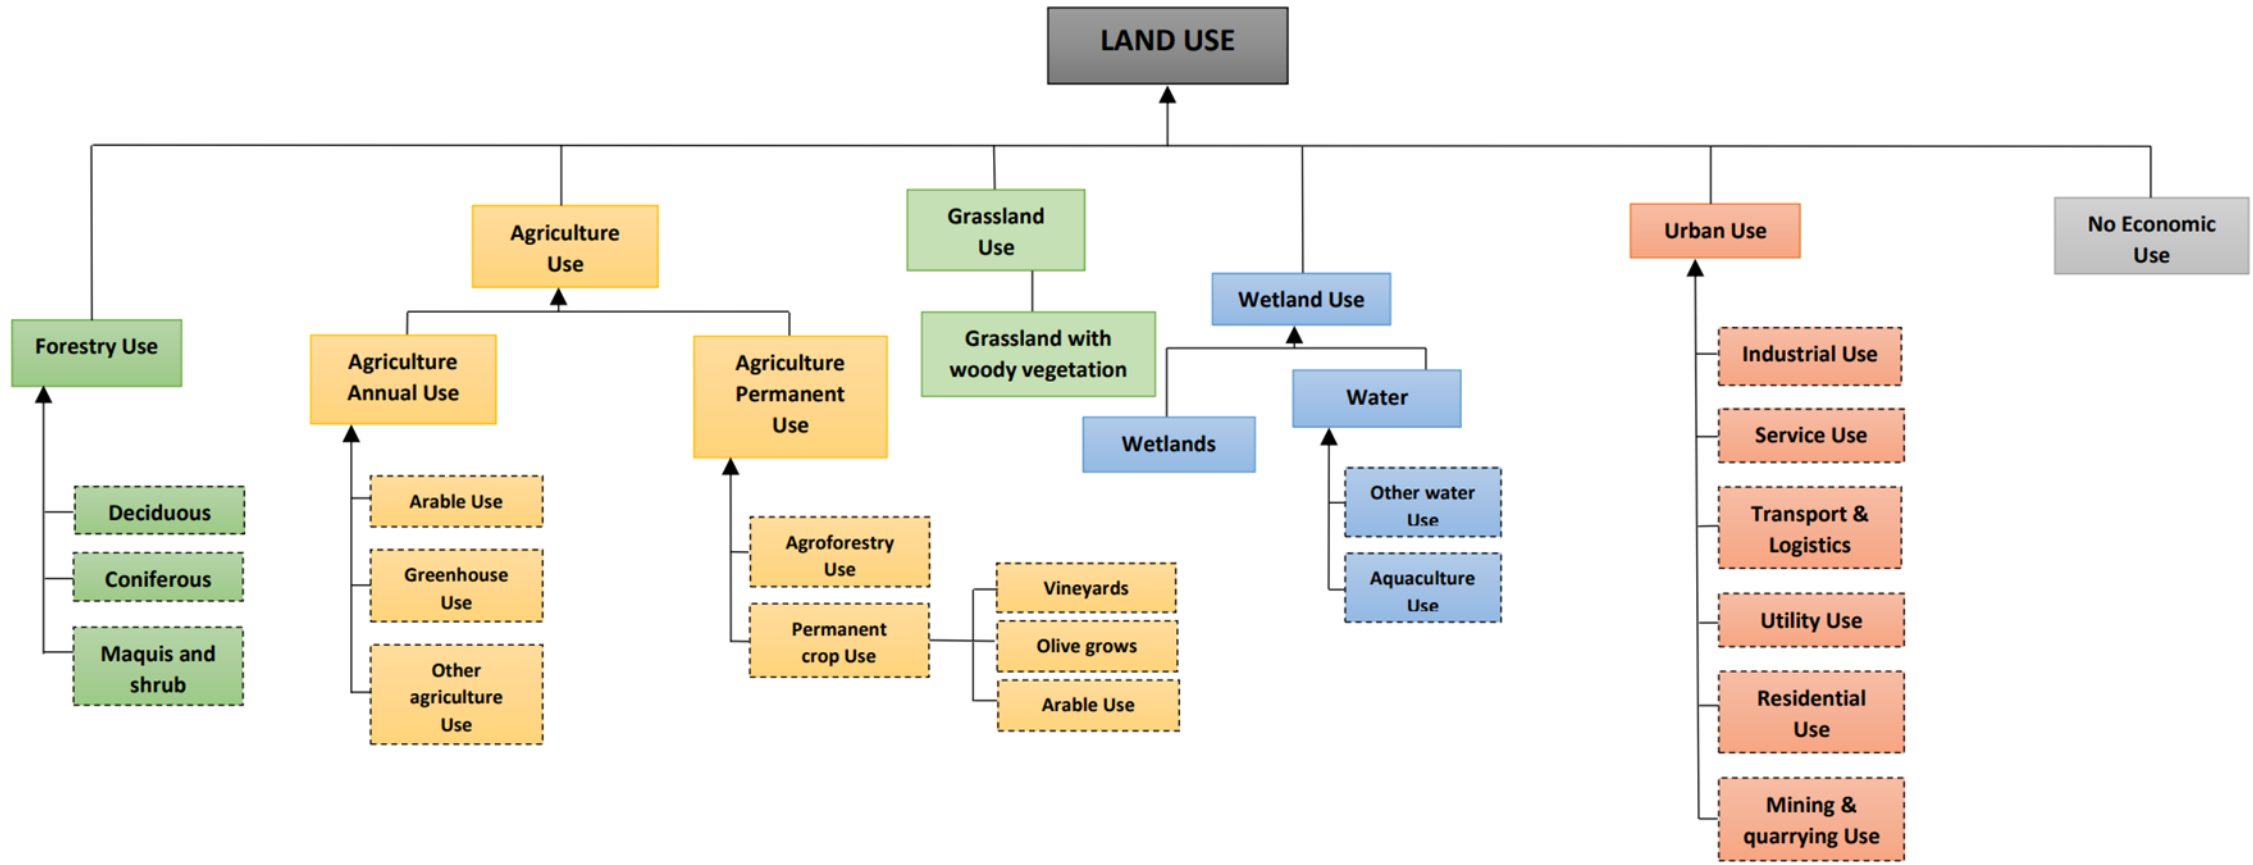 LAND USE
Forestry Use
Deciduous
Coniferous
Maquis and
shrub
Agriculture
Use
Agriculture
Annual Use
Arable Use
Greenhouse
Use
Other
agriculture
Use
Agriculture
Permanent
Use
Agroforestry
Use
Permanent
crop Use
Vineyards
Olive grows
Arable Use
Grassland
Use
Grassland with
woody vegetation
Wetland Use
Wetlands
Water
Other water
Use
Aquaculture
Use
Urban Use
Industrial Use
Service Use
Transport &
Logistics
Utility Use
Residential
Use
Mining &
quarrying Use
No Economic
Use